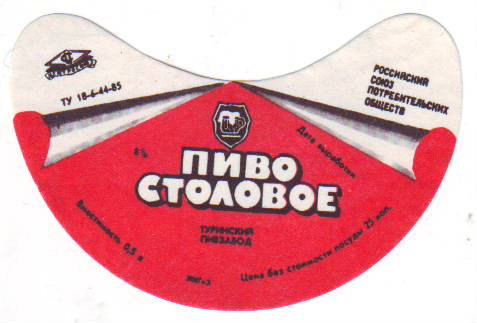 ТУ 18-6-44-85
РОССИЙСКИЙ
СОЮЗ
ПОТРЕБИТЕЛЬСКИХ
ОБЩЕСТВ
Дата выработки
8%
ПИВО
СТОЛОВОЕ
ТУРИНСКИЙ
ПИВЗАВОД
Вместимость 0,5 л
Цена без стоимости посуды 25 коп.